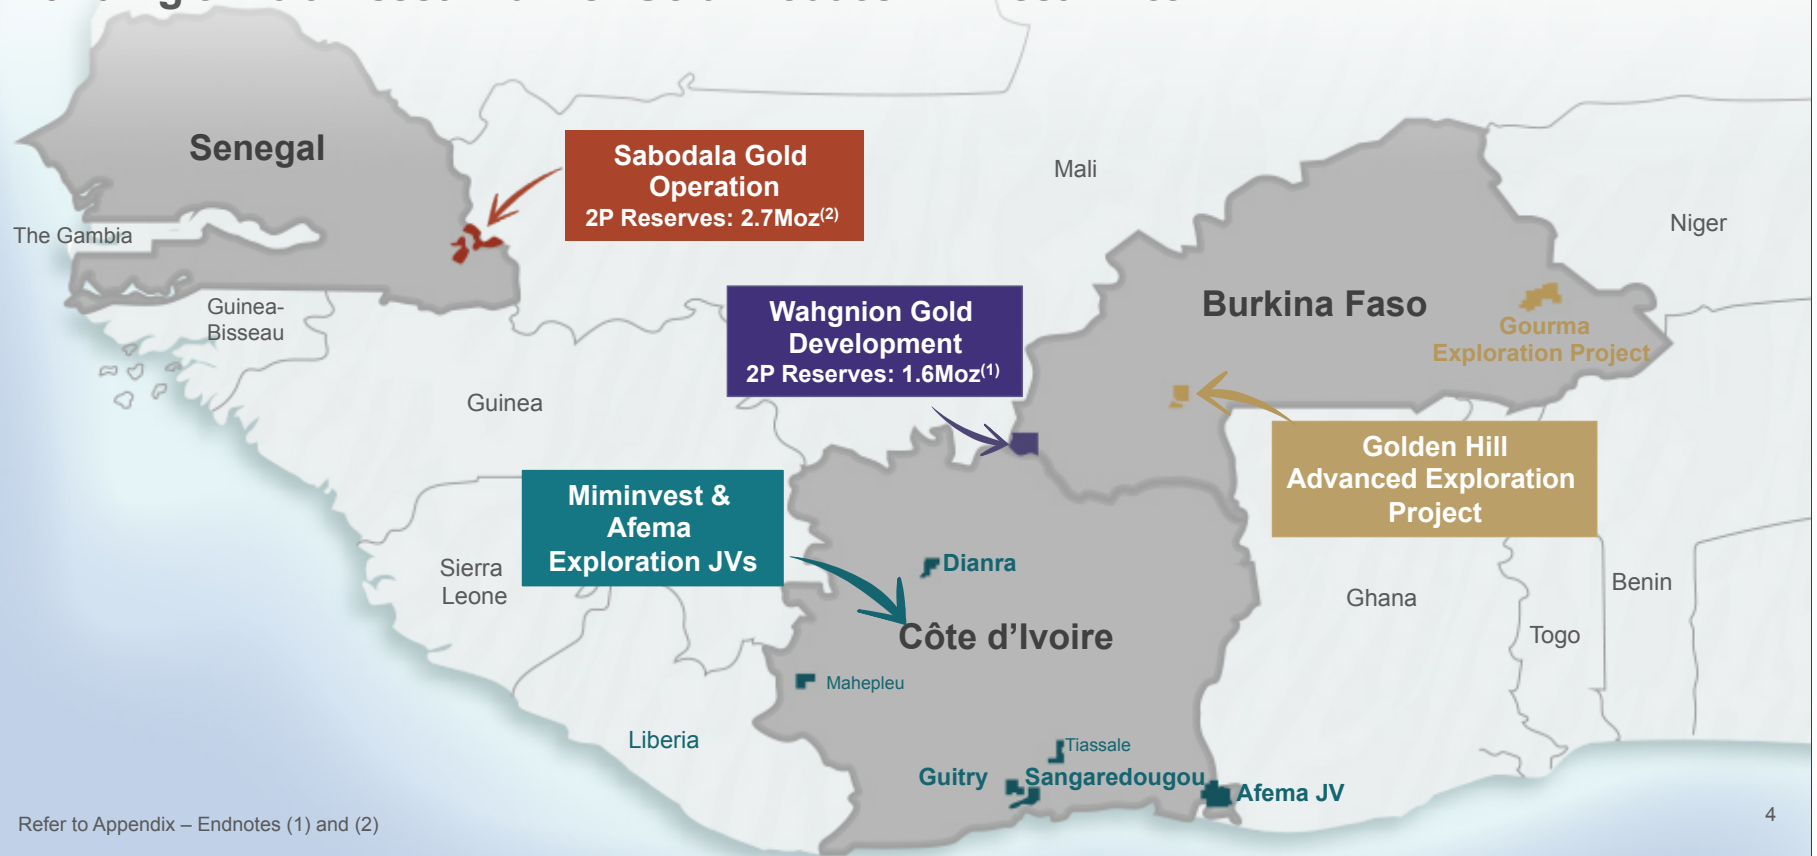 Senegal
Sabodala Gold
Operation
2P Reserves: 2.7Moz(2)
Mali
The Gambia
Niger
Guinea-
Bissau
Wahgnion Gold
Development
2P Reserves: 1.6Moz(1)
Burkina Faso
Gourma
Exploration Project
Guinea
Golden Hill
Advanced Exploration
Project
Miminvest &
Afema
Exploration JVs
Sierra
Leone
Dianra
Ghana
Benin
Togo
Côte d’Ivoire
Mahepleu
Liberia
Tiassale
Guitry
Sangaredougou
Afema JV
Refer to Appendix – Endnotes (1) and (2)
4